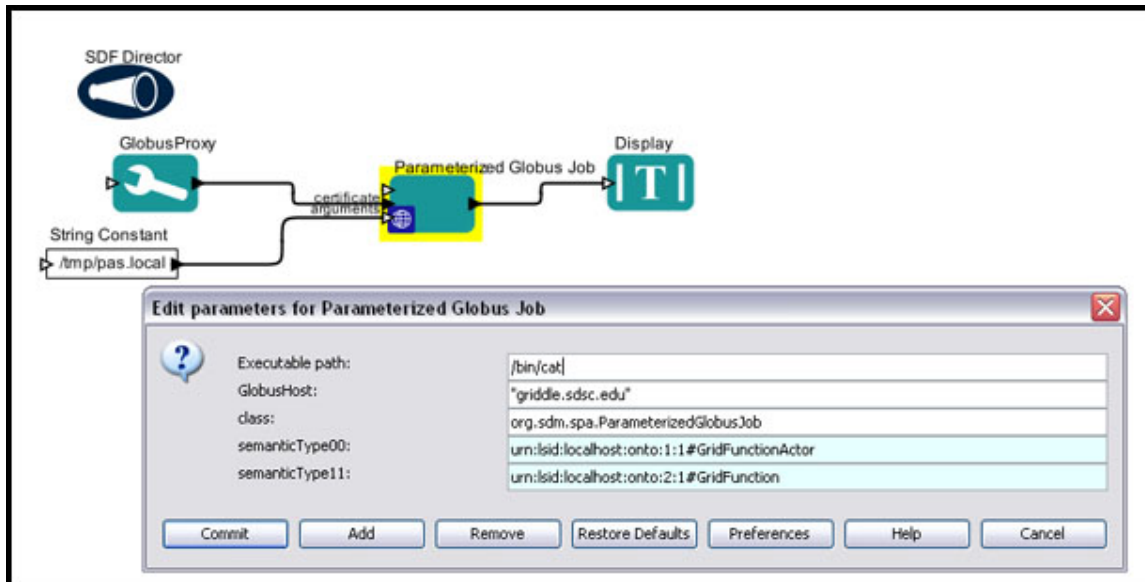 SDF Director
GlobusProxy
Display
Parameterized Globus Job
T
certificate
arguments
String Constant
/tmp/pas.local
Edit parameters for Parameterized Globus Job
?
Executable path:
/bin/cat
GlobusHost:
"griddle.sdsc.edu"
class:
org.sdm.spa.ParameterizedGlobusJob
semanticType00:
urn:lsid:localhost:onto:1:1#GridFunctionActor
semanticType11:
urn:lsid:localhost:onto:2:1#GridFunction
Commit
Add
Remove
Restore Defaults
Preferences
Help
Cancel